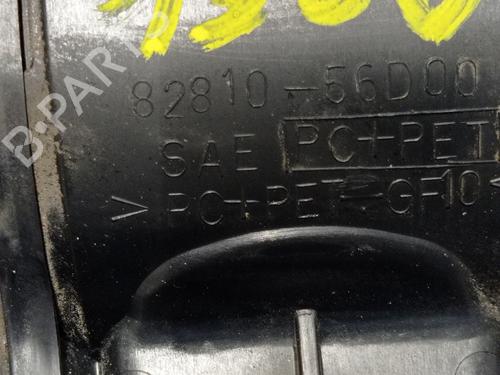 82810-56D00
SAE PC+PET
>PC+PET-GF10<
B-PARTS